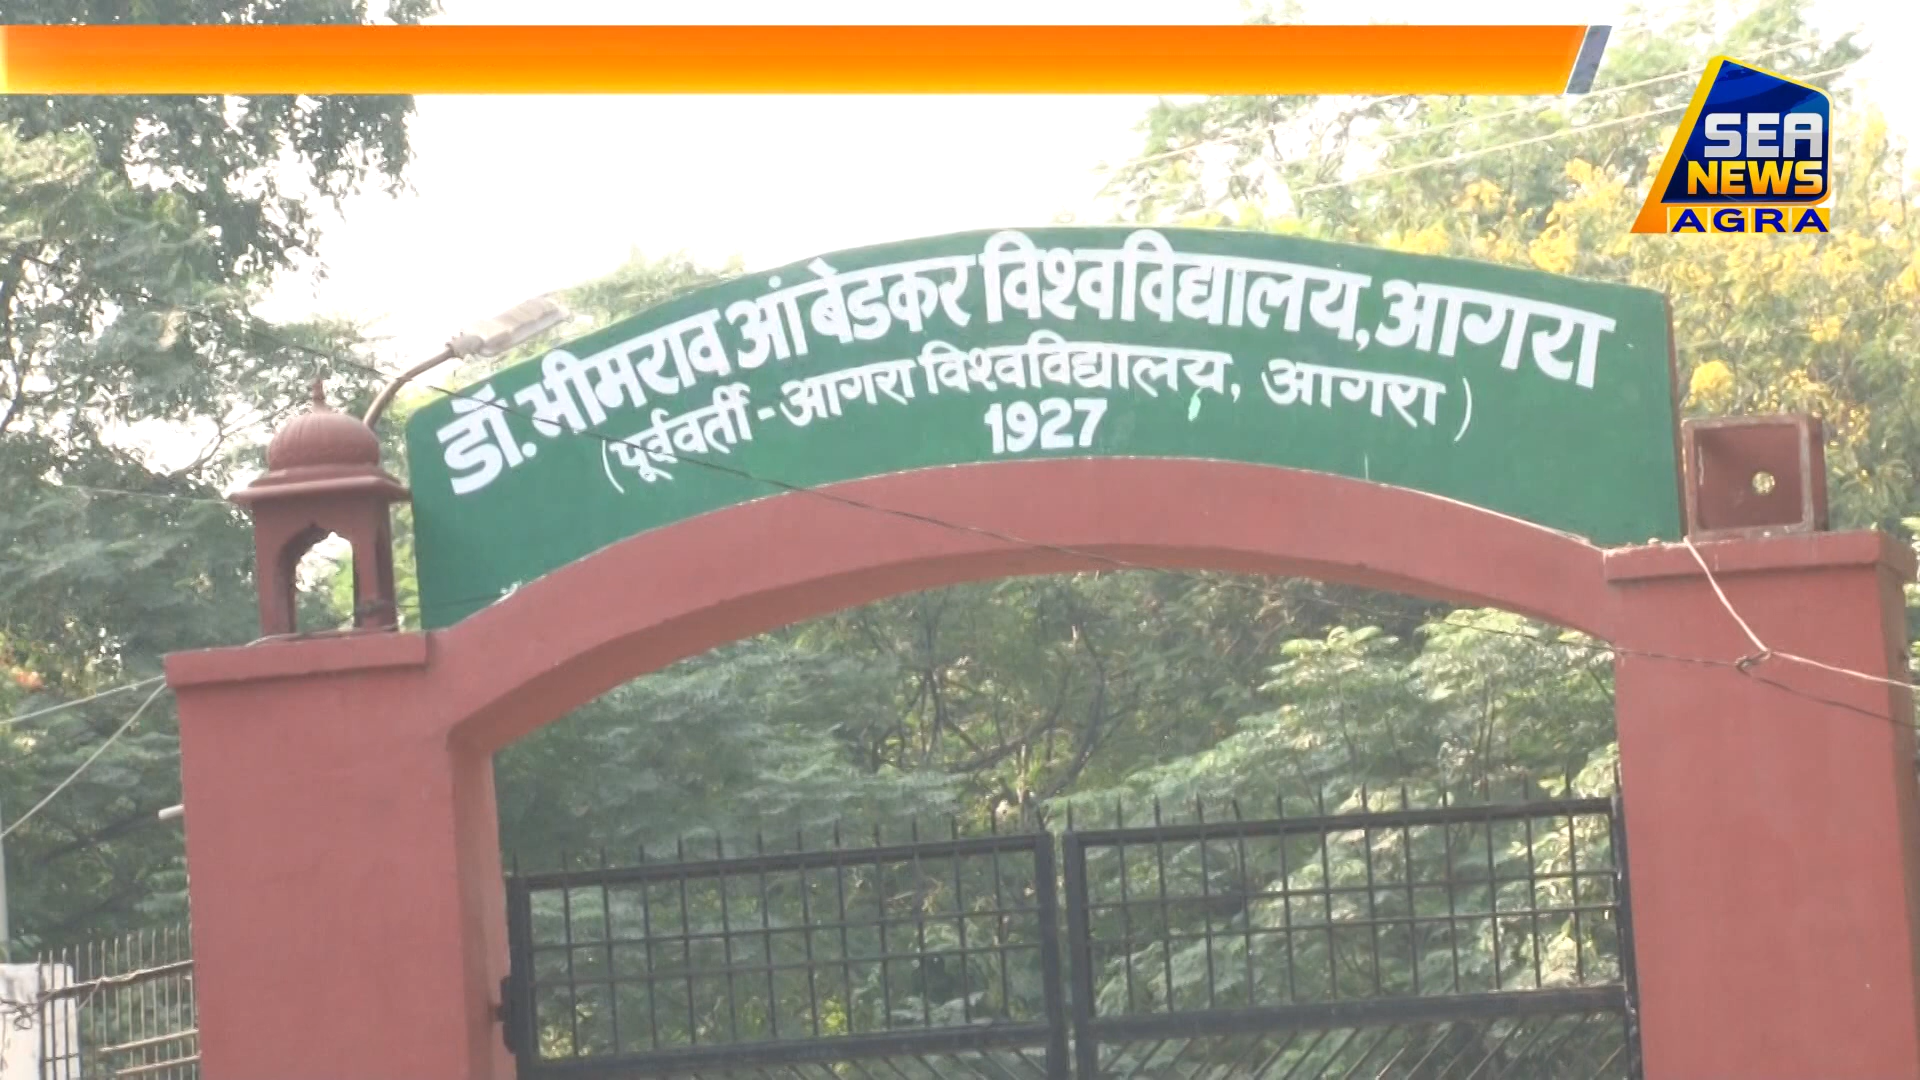 SEA
NEWS
AGRA
डॉ. भीमराव आंबेडकर विश्वविद्यालय, आगरा
(पूर्ववर्ती - आगरा विश्वविद्यालय, आगरा )
1927